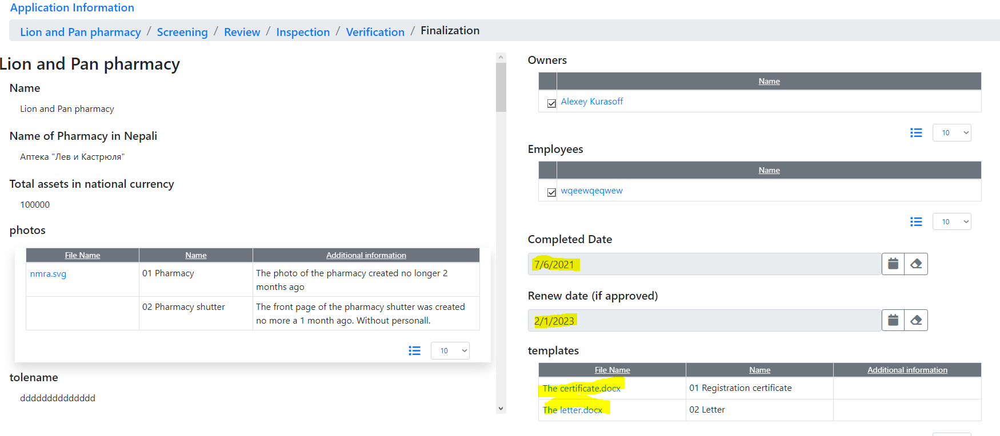 Application Information
Lion and Pan pharmacy / Screening / Review / Inspection / Verification / Finalization
Lion and Pan pharmacy
Name
Lion and Pan pharmacy
Name of Pharmacy in Nepali
Аптека "Лев и Кастрюля"
Total assets in national currency
100000
photos
File Name Name Additional information
nmra.svg 01 Pharmacy The photo of the pharmacy created no longer 2
months ago
02 Pharmacy shutter The front page of the pharmacy shutter was created
no more a 1 month ago. Without personall.
10
tolename
dddddddddddddd
Owners
Name
Alexey Kurasoff
10
Employees
Name
wqeewqeqwew
10
Completed Date
7/6/2021
Renew date (if approved)
2/1/2023
templates
File Name Name Additional information
The certificate.docx 01 Registration certificate
The letter.docx 02 Letter